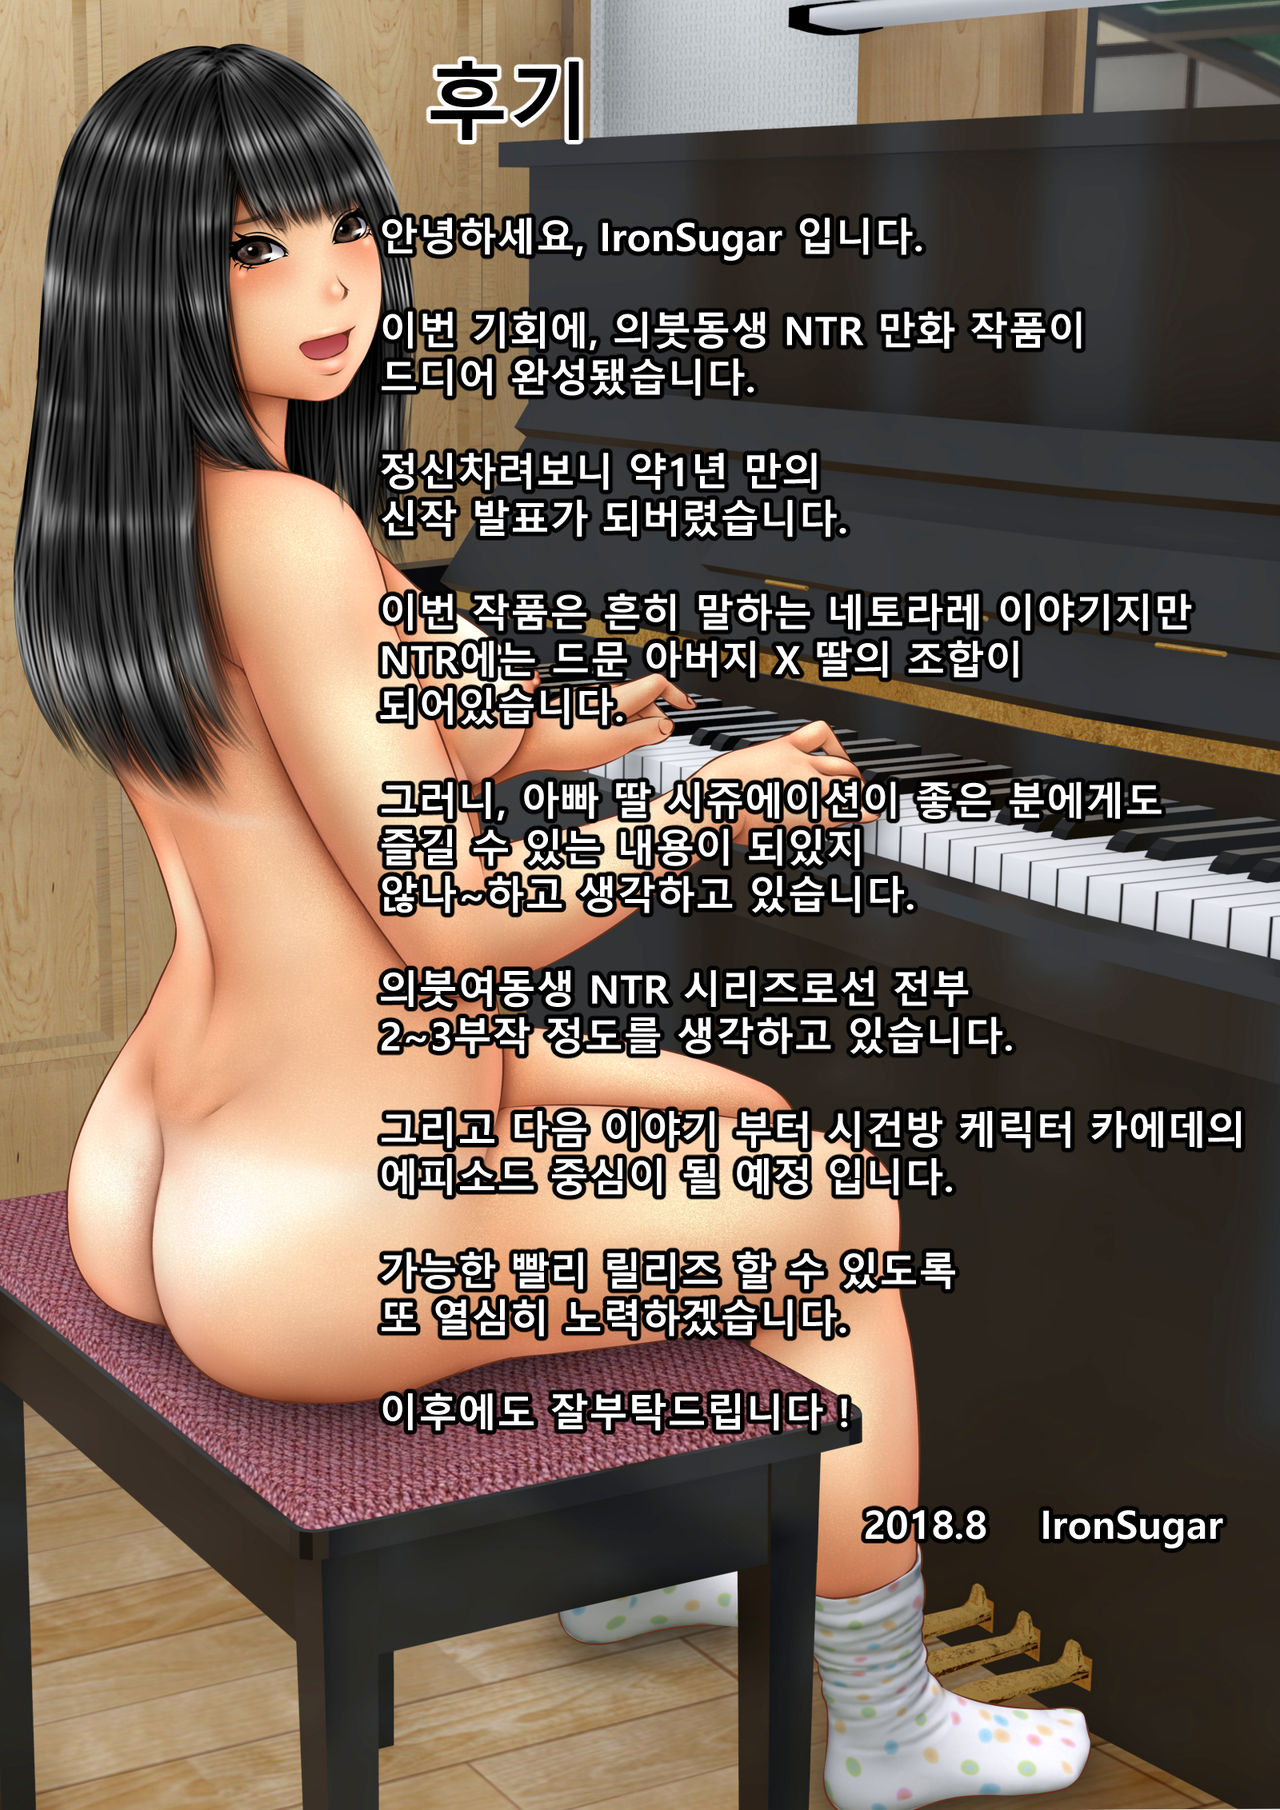 후기
안녕하세요, IronSugar 입니다.
이번 기회에, 의붓동생 NTR 만화 작품이
드디어 완성됐습니다.
정신차려보니 약1년 만의
신작 발표가 되버렸습니다.
이번 작품은 흔히 말하는 네토라레 이야기지만
NTR에는 드문 아버지 X 딸의 조합이
되어있습니다.
그러니, 아빠 딸 시쥬에이션이 좋은 분에게도
즐길 수 있는 내용이 되있지
않나~하고 생각하고 있습니다.
의붓여동생 NTR 시리즈로선 전부
2~3부작 정도를 생각하고 있습니다.
그리고 다음 이야기 부터 시건방 케릭터 카에데의
에피소드 중심이 될 예정 입니다.
가능한 빨리 릴리즈 할 수 있도록
또 열심히 노력하겠습니다.
이후에도 잘부탁드립니다 !
2018.8 IronSugar